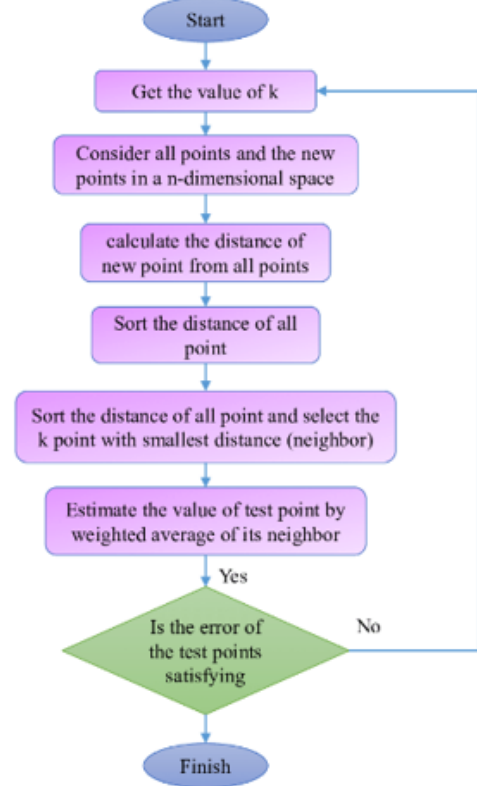 Start
Get the value of k
Consider all points and the new
points in a n-dimensional space
calculate the distance of
new point from all points
Sort the distance of all
point
Sort the distance of all point and select the
k point with smallest distance (neighbor)
Estimate the value of test point by
weighted average of its neighbor
Yes
Is the error of
the test points
satisfying
No
Finish